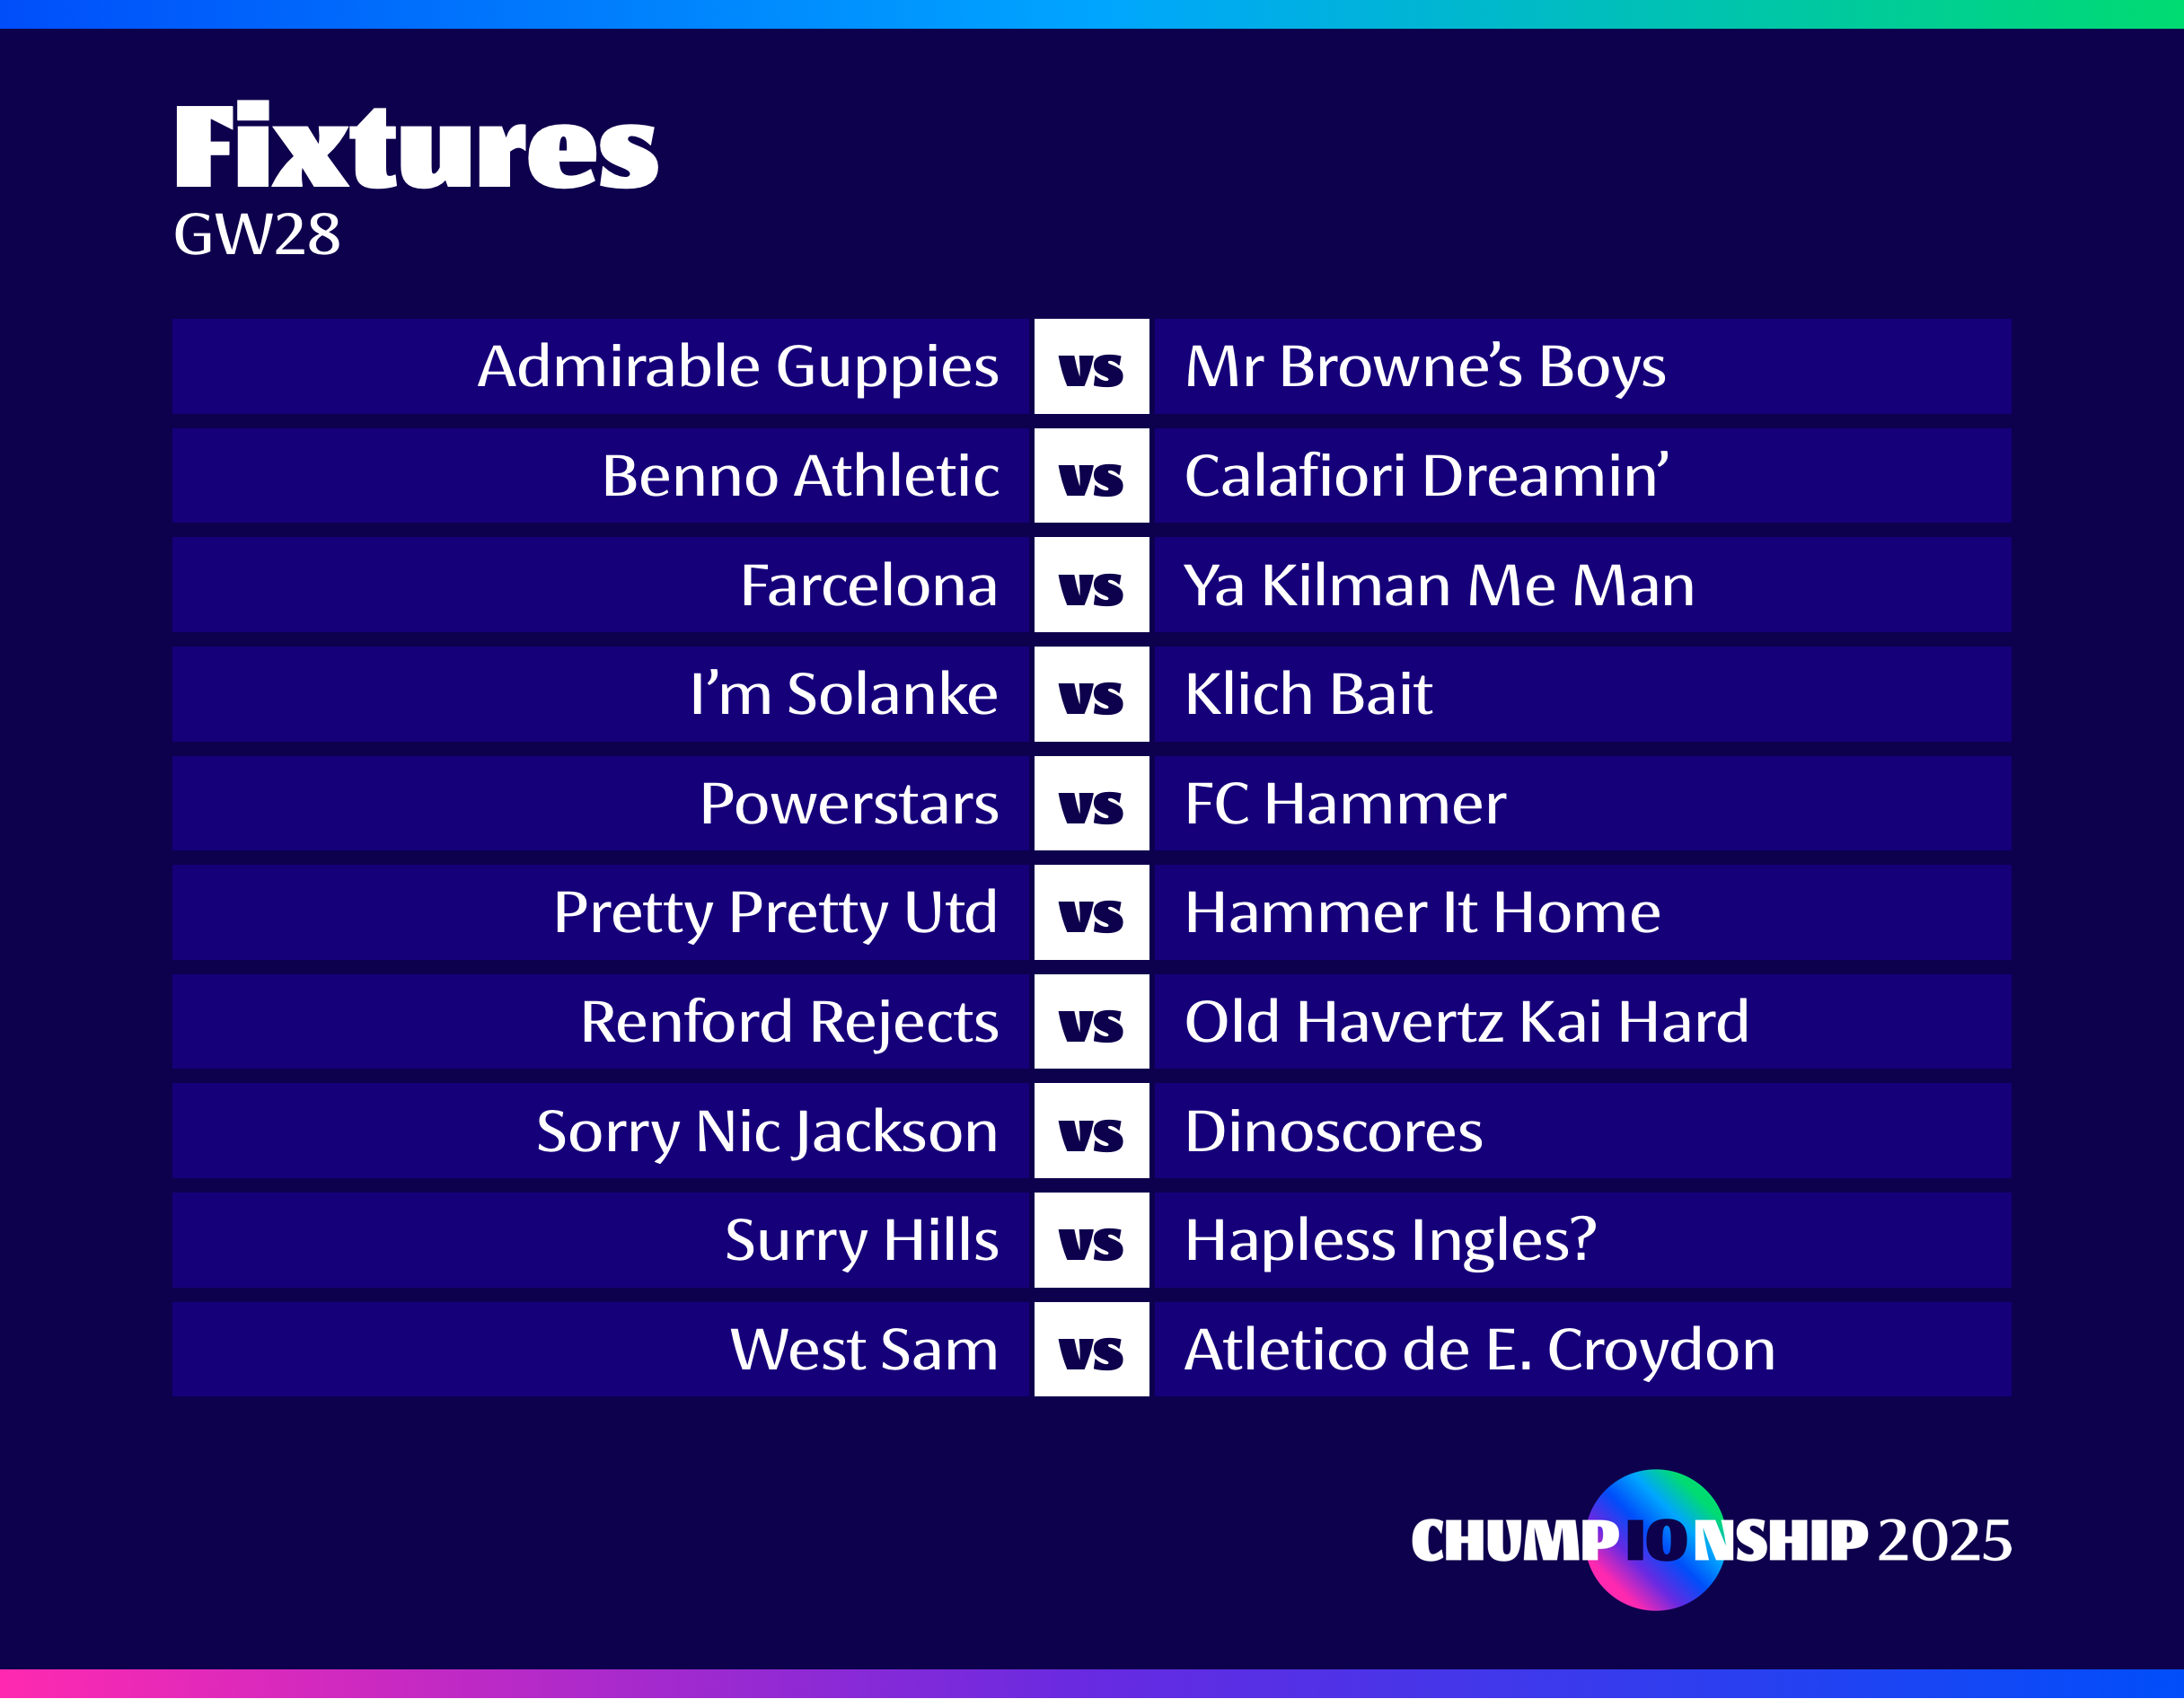 Fixtures
GW28
Admirable Guppies vs Mr Browne’s Boys
Benno Athletic vs Calafiori Dreamin’
Farcelona vs Ya Kilman Me Man
I’m Solanke vs Klich Bait
Powerstars vs FC Hammer
Pretty Pretty Utd vs Hammer It Home
Renford Rejects vs Old Havertz Kai Hard
Sorry Nic Jackson vs Dinoscores
Surry Hills vs Hapless Ingles?
West Sam vs Atletico de E. Croydon
CHUMPIONSHIP 2025